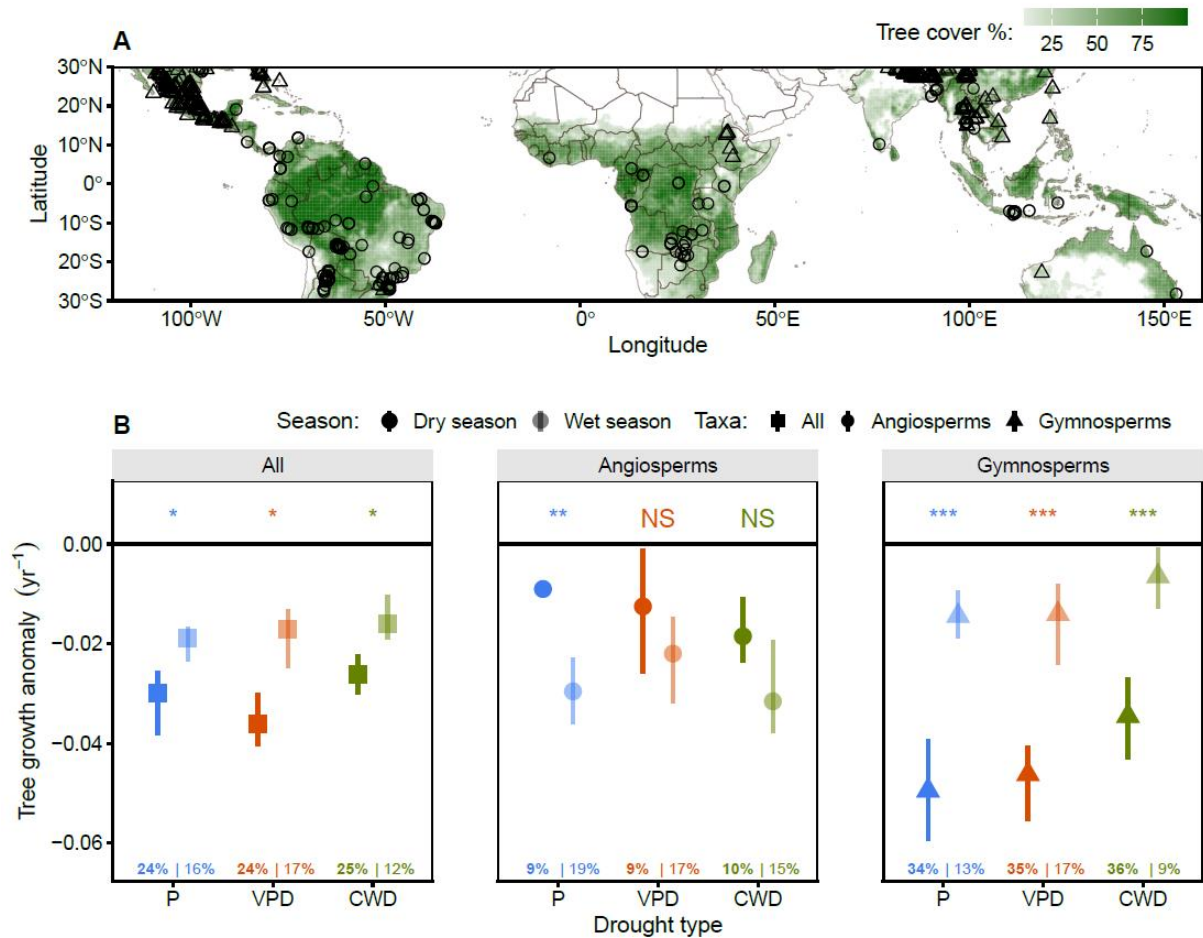 A
Tree cover %: 25 50 75
30°N
20°N
10°N
0°
10°S
20°S
30°S
Latitude
100°W 50°W 0° 50°E 100°E 150°E
Longitude
B
Season: Dry season Wet season Taxa: All Angiosperms Gymnosperms
All Angiosperms Gymnosperms
* * * ** NS NS *** *** ***
0.00
−0.02
−0.04
−0.06
Tree growth anomaly (yr⁻¹)
24% | 16% 24% | 17% 25% | 12% 9% | 19% 9% | 17% 10% | 15% 34% | 13% 35% | 17% 36% | 9%
P VPD CWD P VPD CWD P VPD CWD
Drought type